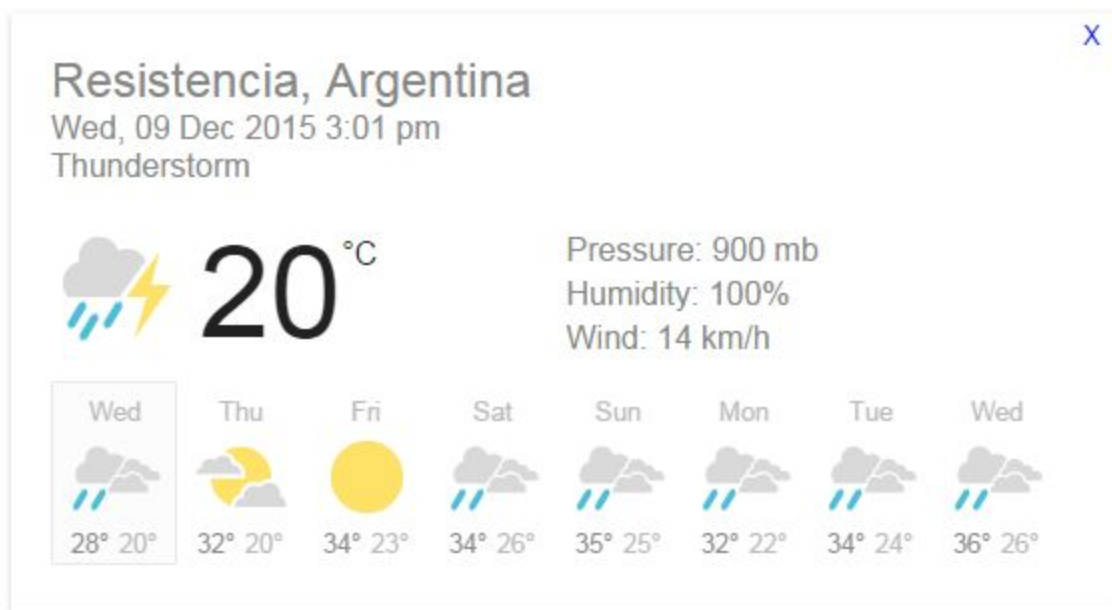 X
Resistencia, Argentina
Wed, 09 Dec 2015 3:01 pm
Thunderstorm
20 °C
Pressure: 900 mb
Humidity: 100%
Wind: 14 km/h
Wed Thu Fri Sat Sun Mon Tue Wed
28° 20° 32° 20° 34° 23° 34° 26° 35° 25° 32° 22° 34° 24° 36° 26°